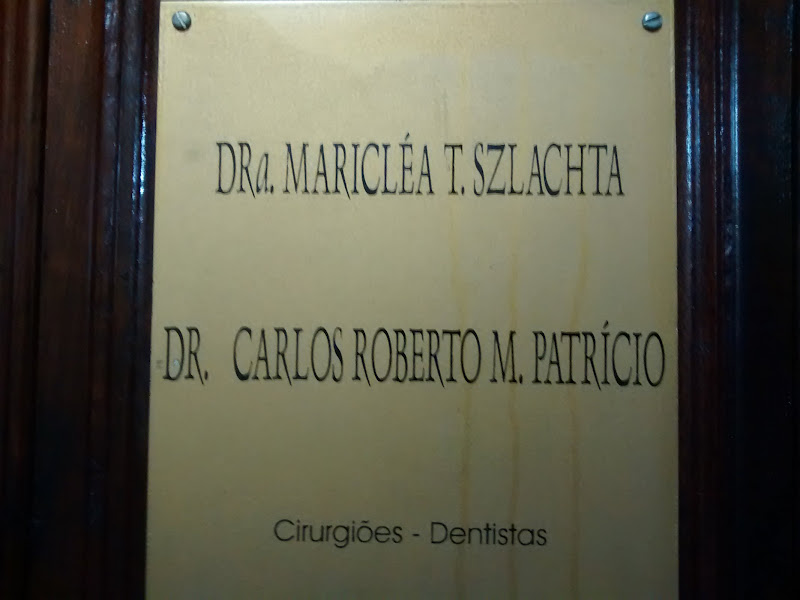 DRa. MARICLÉA T. SZLACHTA
DR. CARLOS ROBERTO M. PATRÍCIO
Cirurgiões - Dentistas